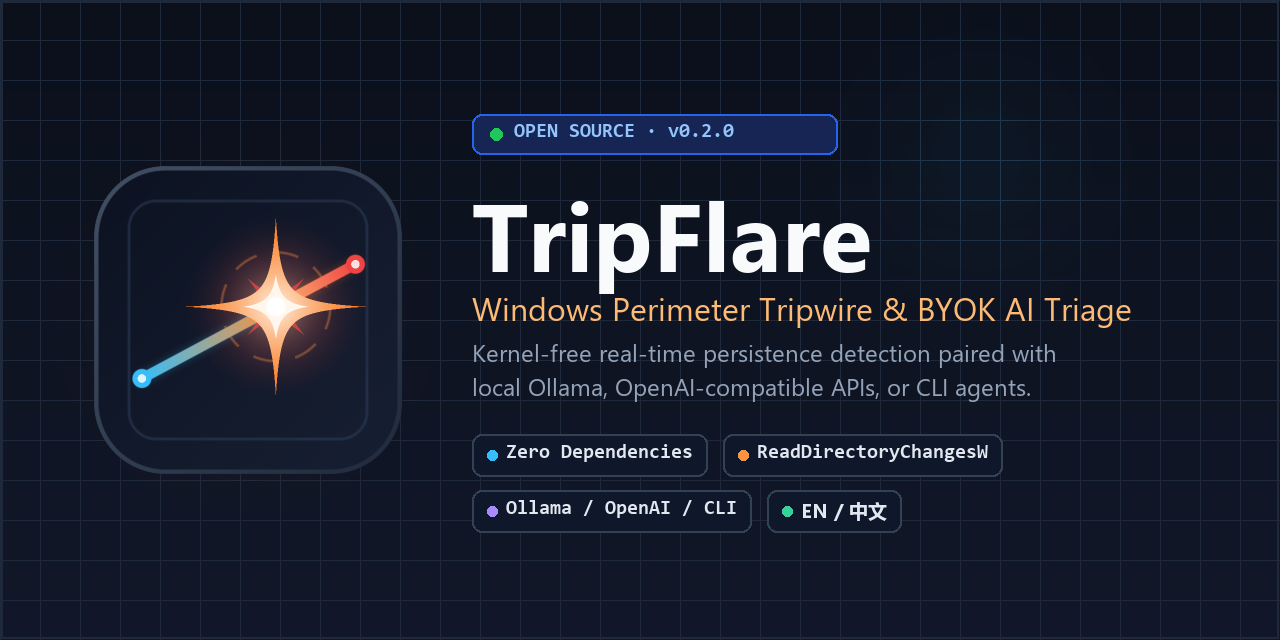 OPEN SOURCE · v0.2.0
TripFlare
Windows Perimeter Tripwire & BYOK AI Triage
Kernel-free real-time persistence detection paired with
local Ollama, OpenAI-compatible APIs, or CLI agents.
Zero Dependencies
ReadDirectoryChangesW
Ollama / OpenAI / CLI
EN / 中文